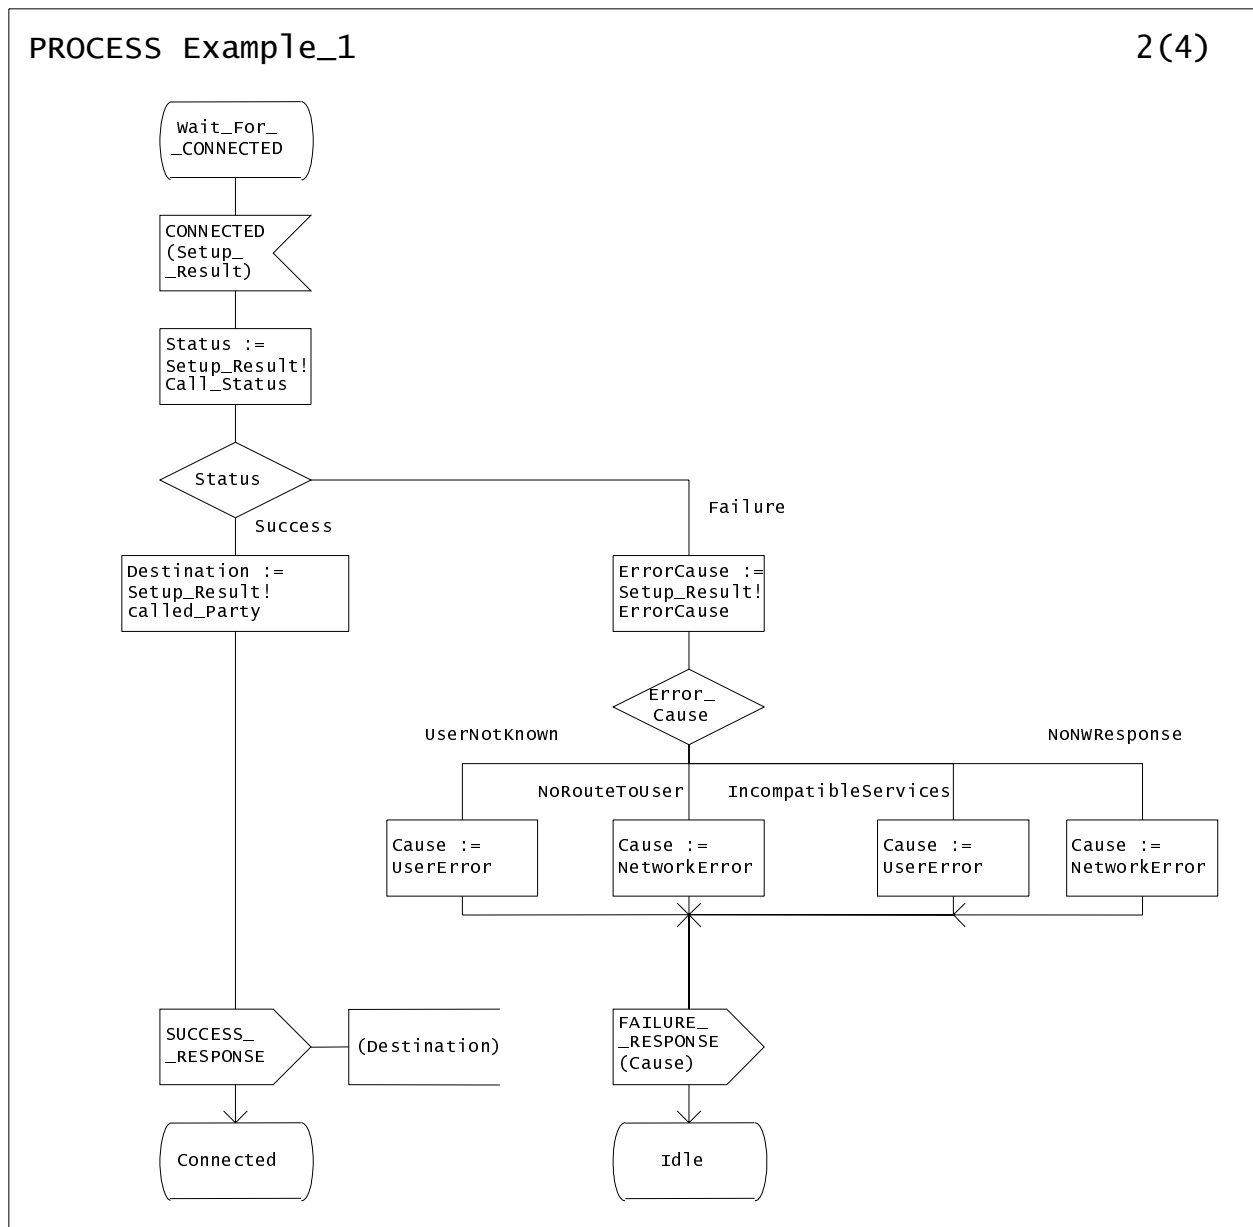 PROCESS Example_1
2(4)
Wait_For_
_CONNECTED
CONNECTED
(Setup_
_Result)
Status :=
Setup_Result!
Call_Status
Status
Failure
Success
Destination :=
Setup_Result!
called_Party
ErrorCause :=
Setup_Result!
ErrorCause
Error_
Cause
UserNotKnown
NoNWResponse
NoRouteToUser
IncompatibleServices
Cause :=
UserError
Cause :=
NetworkError
Cause :=
UserError
Cause :=
NetworkError
SUCCESS_
_RESPONSE
(Destination)
FAILURE_
_RESPONSE
(Cause)
Connected
Idle